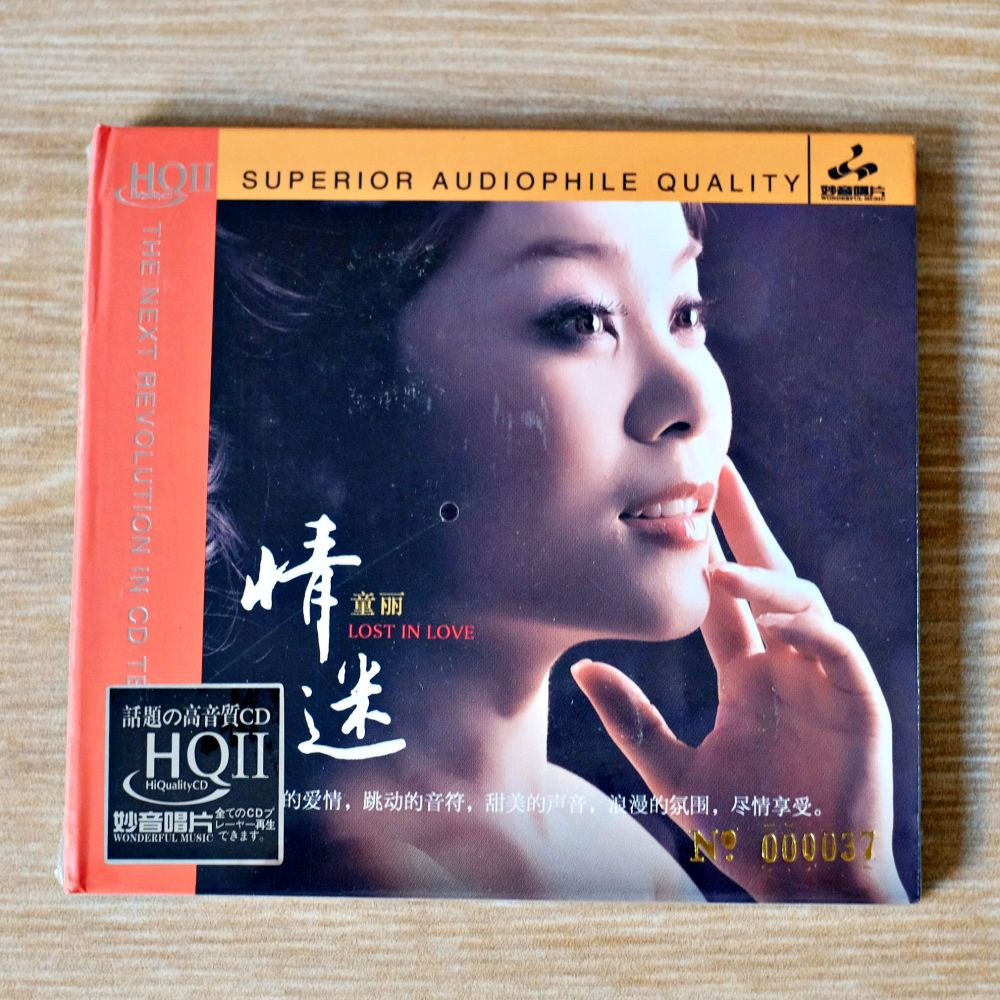 HQII
HiQualityCD
SUPERIOR AUDIOPHILE QUALITY
妙音唱片
WONDERFUL MUSIC
THE NEXT REVOLUTION IN CD TE
情迷
童丽
LOST IN LOVE
話題の高音質CD
HQII
HiQualityCD
妙音唱片
WONDERFUL MUSIC
全てのCDプ
レーヤー再生
できます。
的爱情，跳动的音符，甜美的声音，浪漫的氛围，尽情享受。
Nº 000037